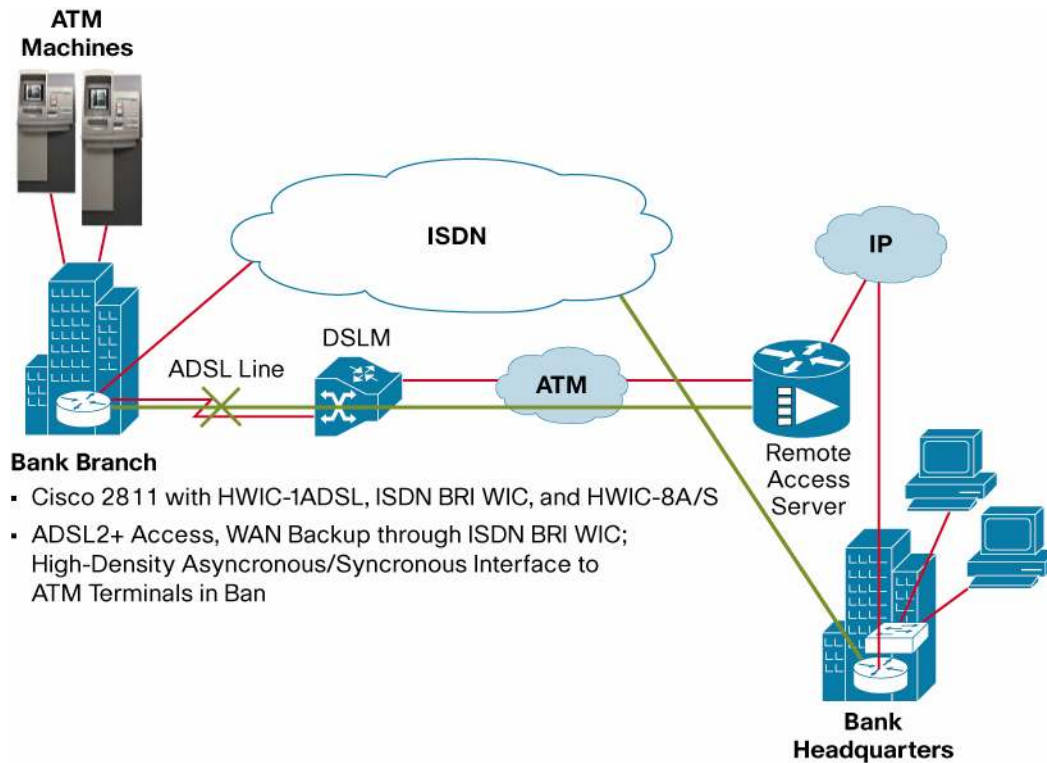 ATM
Machines
ISDN
IP
DSLM
ADSL Line
ATM
Remote
Access
Server
Bank Branch
▪ Cisco 2811 with HWIC-1ADSL, ISDN BRI WIC, and HWIC-8A/S
▪ ADSL2+ Access, WAN Backup through ISDN BRI WIC;
High-Density Asyncronous/Syncronous Interface to
ATM Terminals in Ban
Bank
Headquarters